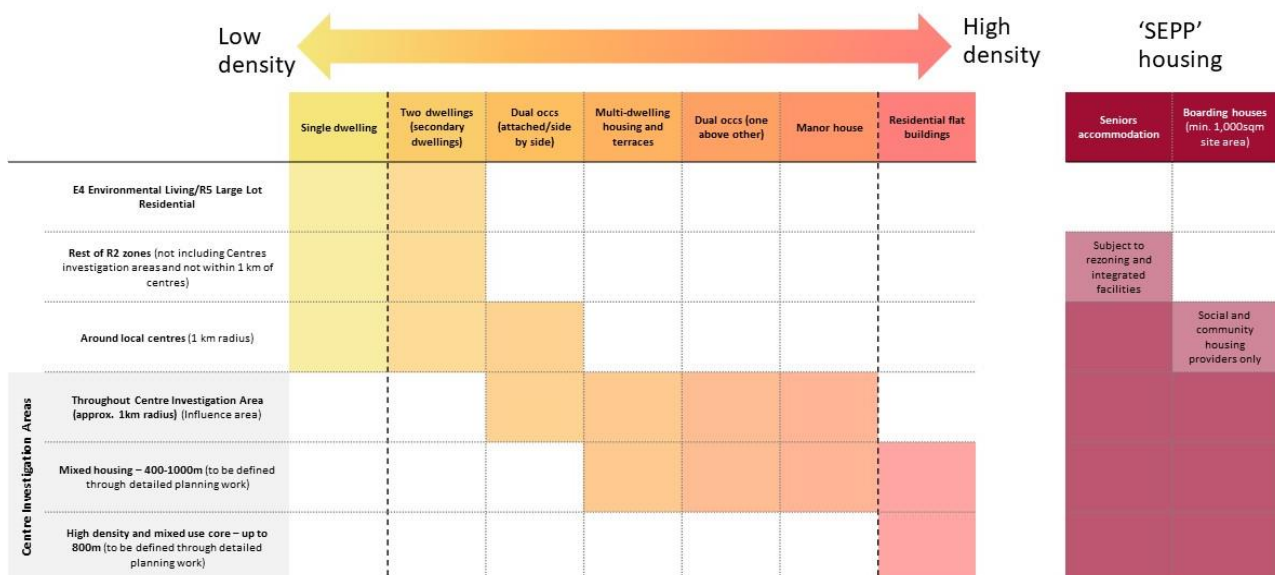 Low
density
High
density
‘SEPP’
housing
Single dwelling
Two dwellings
(secondary
dwellings)
Dual occs
(attached/side
by side)
Multi-dwelling
housing and
terraces
Dual occs (one
above other)
Manor house
Residential flat
buildings
Seniors
accommodation
Boarding houses
(min. 1,000sqm
site area)
E4 Environmental Living/R5 Large Lot
Residential
Rest of R2 zones (not including Centres
investigation areas and not within 1 km of
centres)
Subject to
rezoning and
integrated
facilities
Around local centres (1 km radius)
Social and
community
housing
providers only
Centre Investigation Areas
Throughout Centre Investigation Area
(approx. 1km radius) (Influence area)
Mixed housing – 400-1000m (to be defined
through detailed planning work)
High density and mixed use core – up to
800m (to be defined through detailed
planning work)